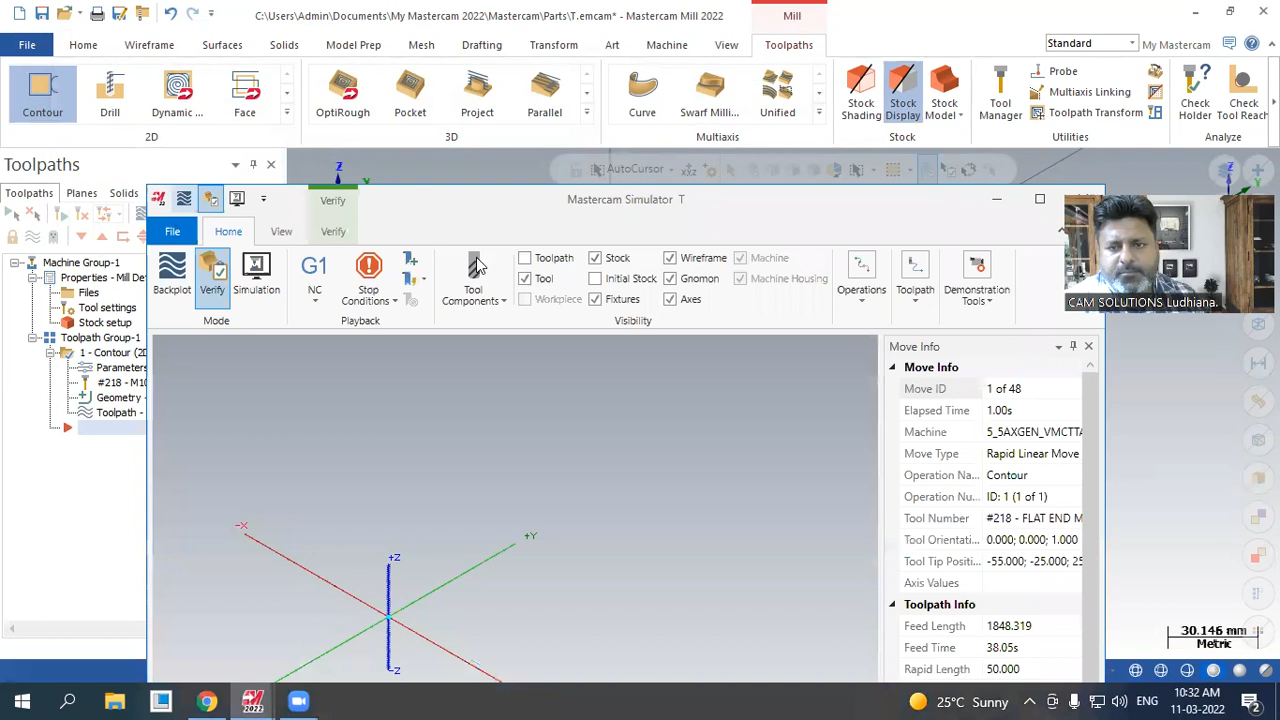 C:\Users\Admin\Documents\My Mastercam 2022\Mastercam\Parts\T.emcam* - Mastercam Mill 2022
Mill
File
Home
Wireframe
Surfaces
Solids
Model Prep
Mesh
Drafting
Transform
Art
Machine
View
Toolpaths
Standard
My Mastercam
Contour
Drill
Dynamic ...
Face
OptiRough
Pocket
Project
Parallel
Curve
Swarf Milli...
Unified
Stock Shading
Stock Display
Stock Model
Tool Manager
Probe
Multiaxis Linking
Toolpath Transform
Check Holder
Check Tool Reach
2D
3D
Multiaxis
Stock
Utilities
Analyze
Toolpaths
Toolpaths
Planes
Solids
AutoCursor
Z
Z
Y
Machine Group-1
Properties - Mill De
Files
Tool settings
Stock setup
Toolpath Group-1
1 - Contour (2D
Parameters
#218 - M10
Geometry -
Toolpath -
Verify
Mastercam Simulator T
File
Home
View
Verify
Backplot
Verify
Simulation
G1
NC
Stop Conditions
Tool Components
Toolpath
Tool
Workpiece
Stock
Initial Stock
Fixtures
Wireframe
Gnomon
Axes
Machine
Machine Housing
Operations
Toolpath
Demonstration Tools
Mode
Playback
Visibility
CAM SOLUTIONS Ludhiana.
Move Info
Move Info
Move ID 1 of 48
Elapsed Time 1.00s
Machine 5_5AXGEN_VMCTTA
Move Type Rapid Linear Move
Operation Na... Contour
Operation Nu... ID: 1 (1 of 1)
Tool Number #218 - FLAT END M
Tool Orientati... 0.000; 0.000; 1.000
Tool Tip Positi... -55.000; -25.000; 25
Axis Values
Toolpath Info
Feed Length 1848.319
Feed Time 38.05s
Rapid Length 50.000
-X
+Y
+Z
-Z
30.146 mm
Metric
25°C Sunny
ENG
10:32 AM
11-03-2022
2
2022